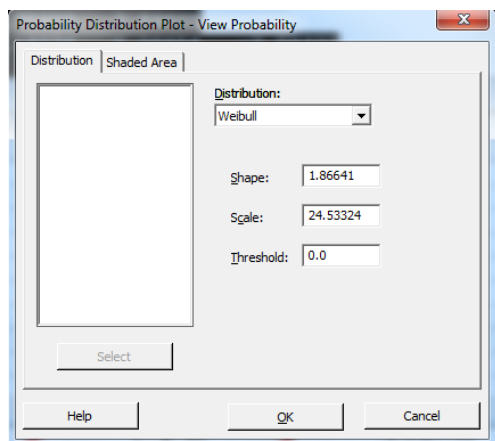 Probability Distribution Plot - View Probability
Distribution Shaded Area
Distribution:
Weibull
Shape: 1.86641
Scale: 24.53324
Threshold: 0.0
Select
Help OK Cancel